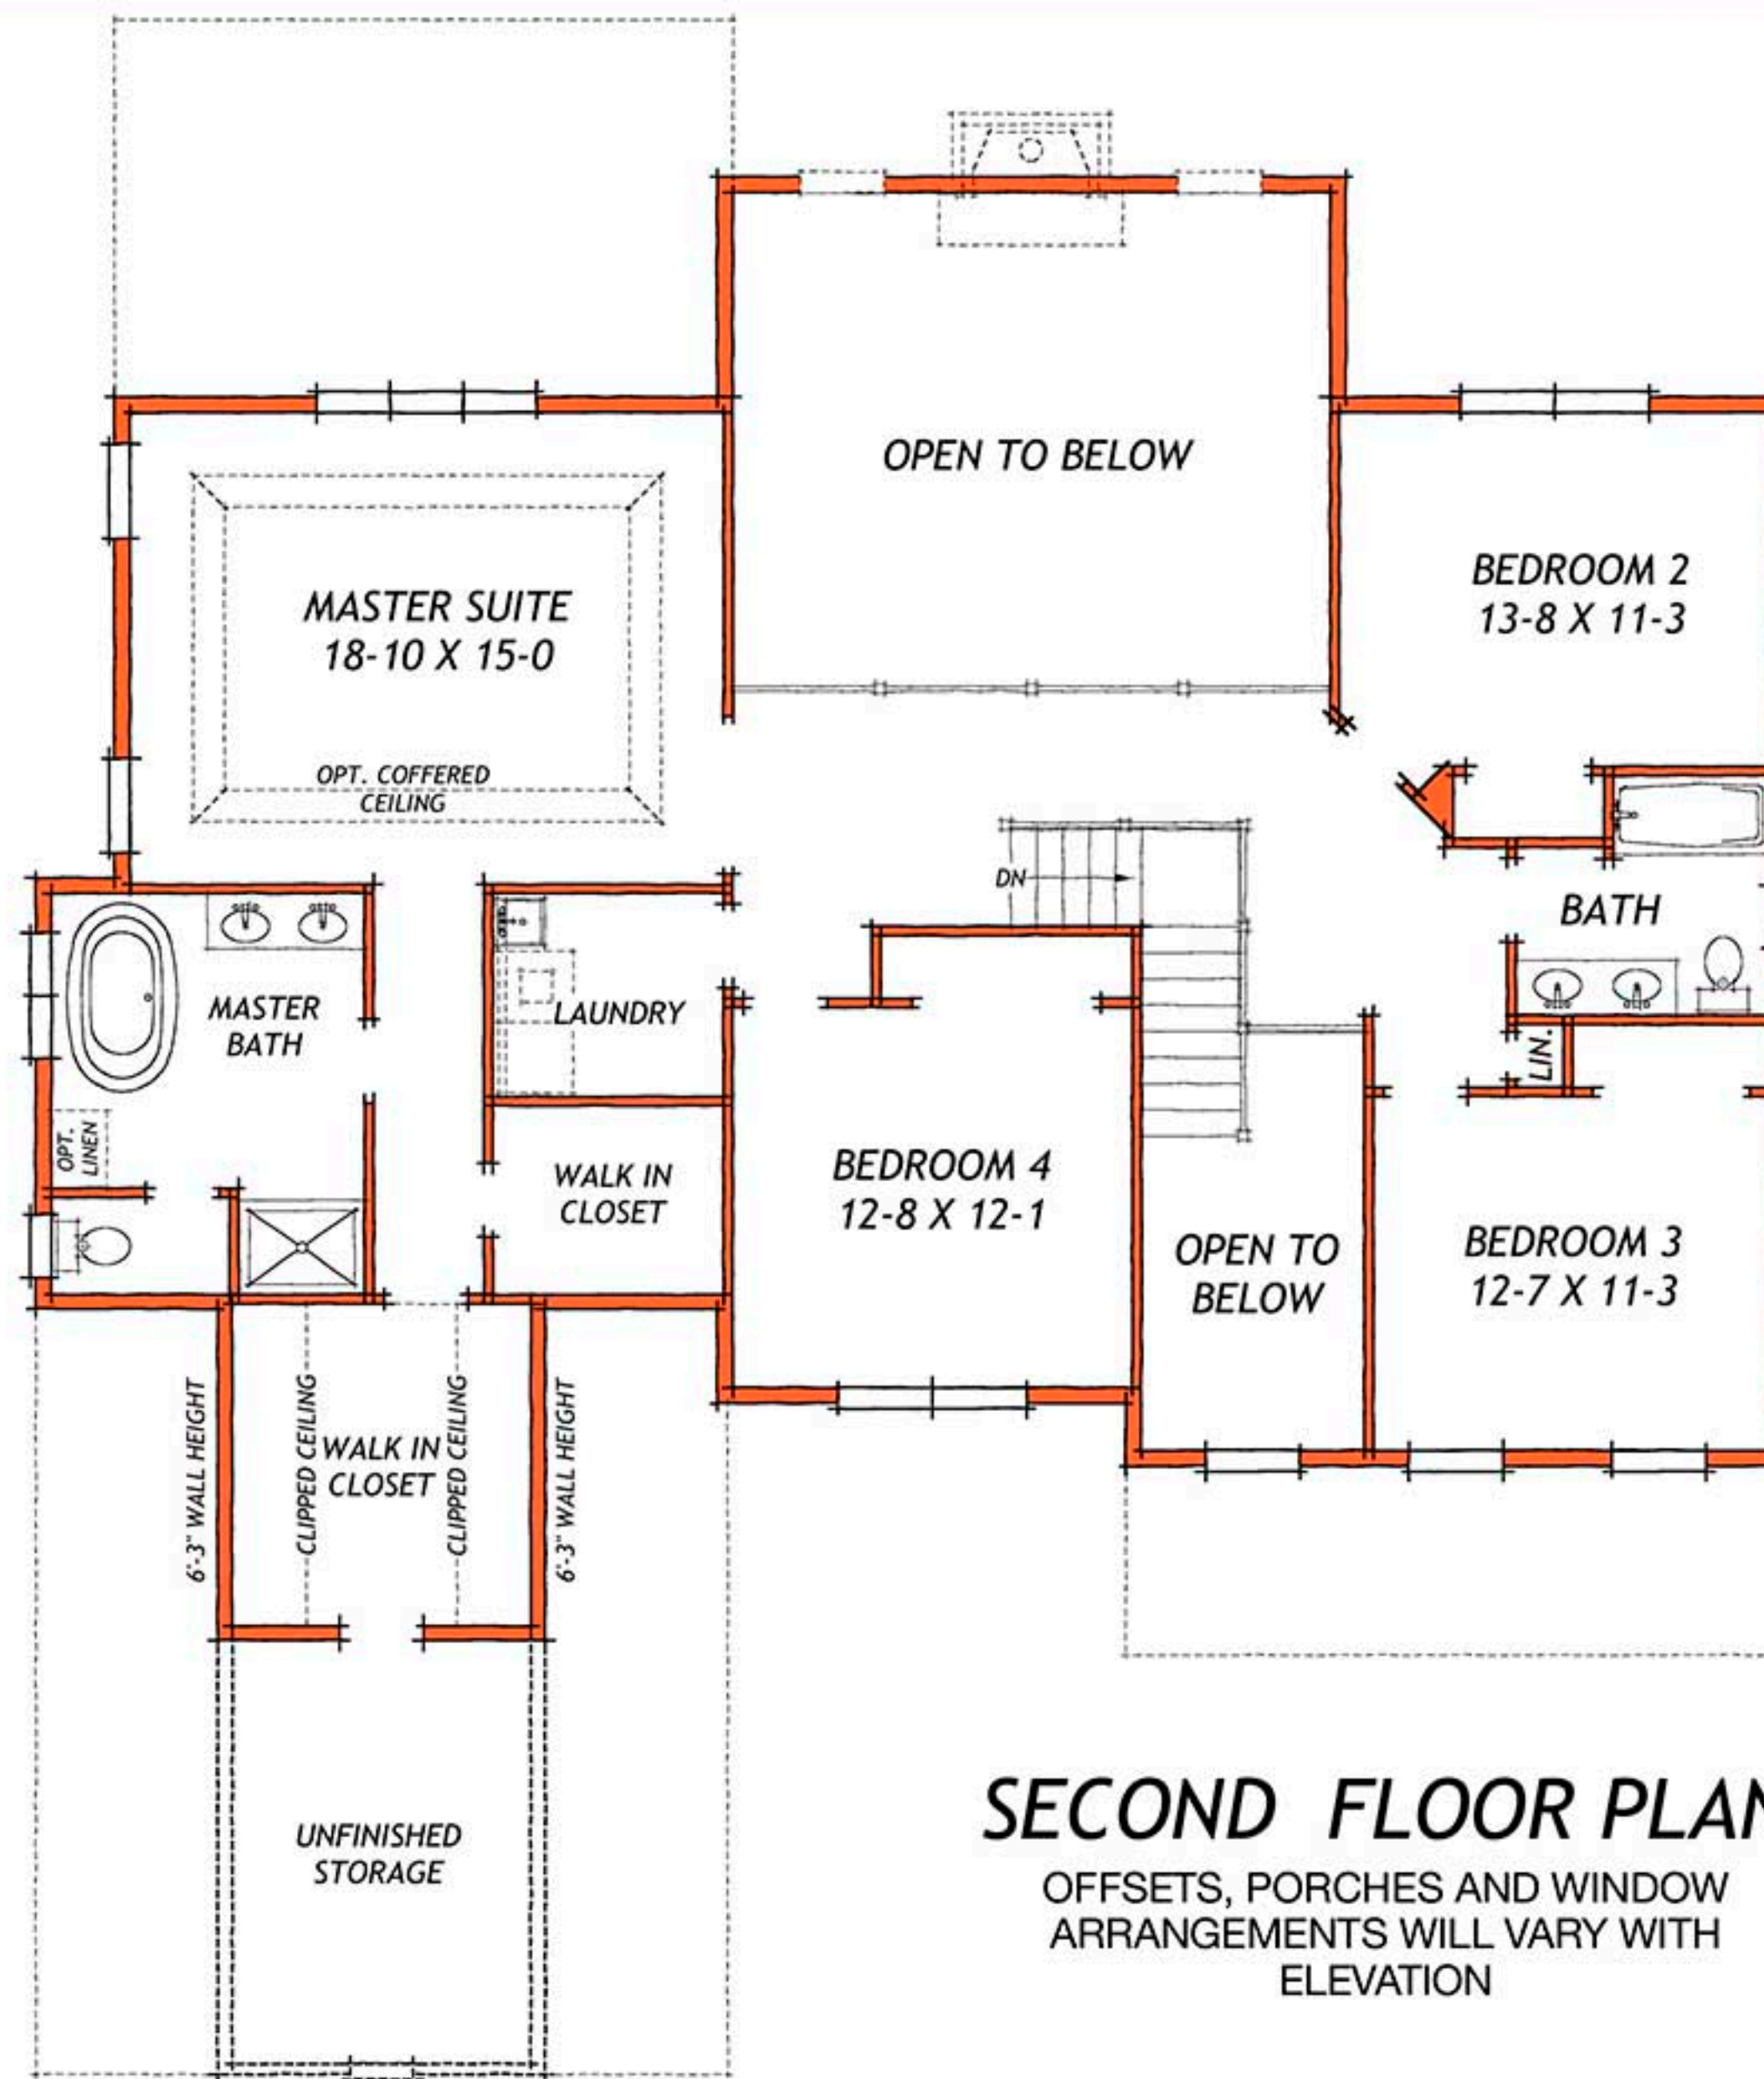 OPEN TO BELOW
BEDROOM 2
13-8 X 11-3
MASTER SUITE
18-10 X 15-0
OPT. COFFERED
CEILING
DN
BATH
MASTER
BATH
LAUNDRY
LIN.
OPT.
LINEN
WALK IN
CLOSET
BEDROOM 4
12-8 X 12-1
OPEN TO
BELOW
BEDROOM 3
12-7 X 11-3
6'-3" WALL HEIGHT
CLIPPED CEILING
WALK IN
CLOSET
CLIPPED CEILING
6'-3" WALL HEIGHT
UNFINISHED
STORAGE
SECOND FLOOR PLAN
OFFSETS, PORCHES AND WINDOW
ARRANGEMENTS WILL VARY WITH
ELEVATION